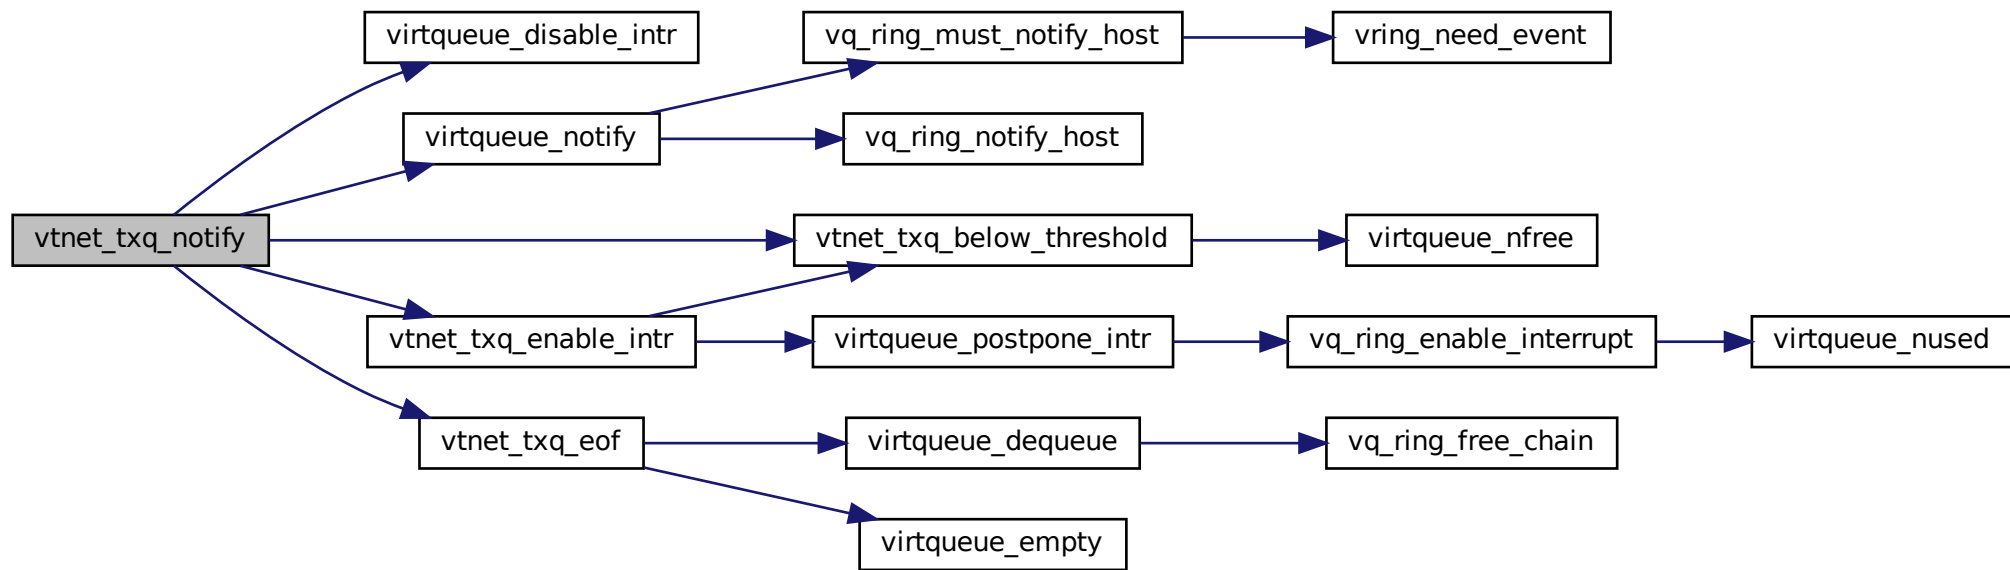 virtqueue_disable_intr
vq_ring_must_notify_host
vring_need_event
virtqueue_notify
vq_ring_notify_host
vtnet_txq_notify
vtnet_txq_below_threshold
virtqueue_nfree
vtnet_txq_enable_intr
virtqueue_postpone_intr
vq_ring_enable_interrupt
virtqueue_nused
vtnet_txq_eof
virtqueue_dequeue
vq_ring_free_chain
virtqueue_empty